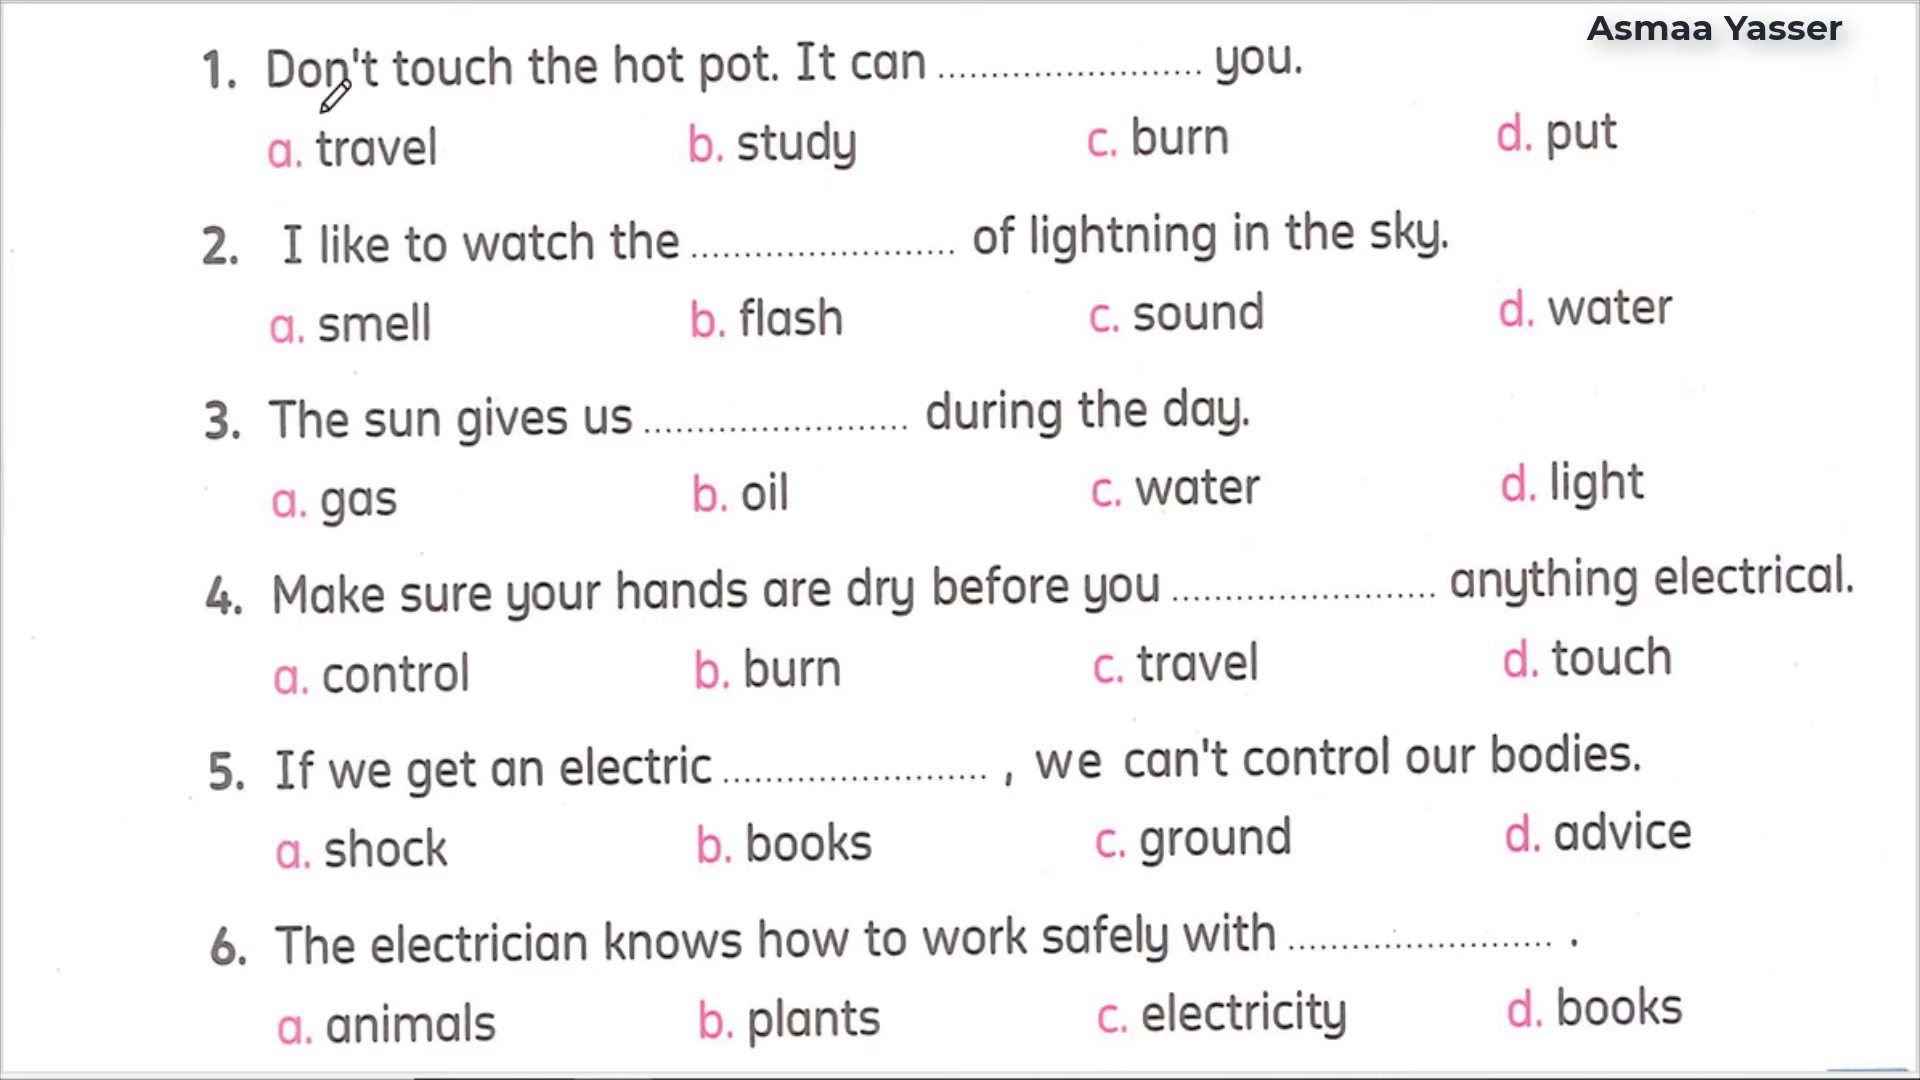 Asmaa Yasser
1. Don't touch the hot pot. It can ........................ you.
a. travel b. study c. burn d. put
2. I like to watch the ........................ of lightning in the sky.
a. smell b. flash c. sound d. water
3. The sun gives us ........................ during the day.
a. gas b. oil c. water d. light
4. Make sure your hands are dry before you ........................ anything electrical.
a. control b. burn c. travel d. touch
5. If we get an electric ........................ , we can't control our bodies.
a. shock b. books c. ground d. advice
6. The electrician knows how to work safely with ........................ .
a. animals b. plants c. electricity d. books